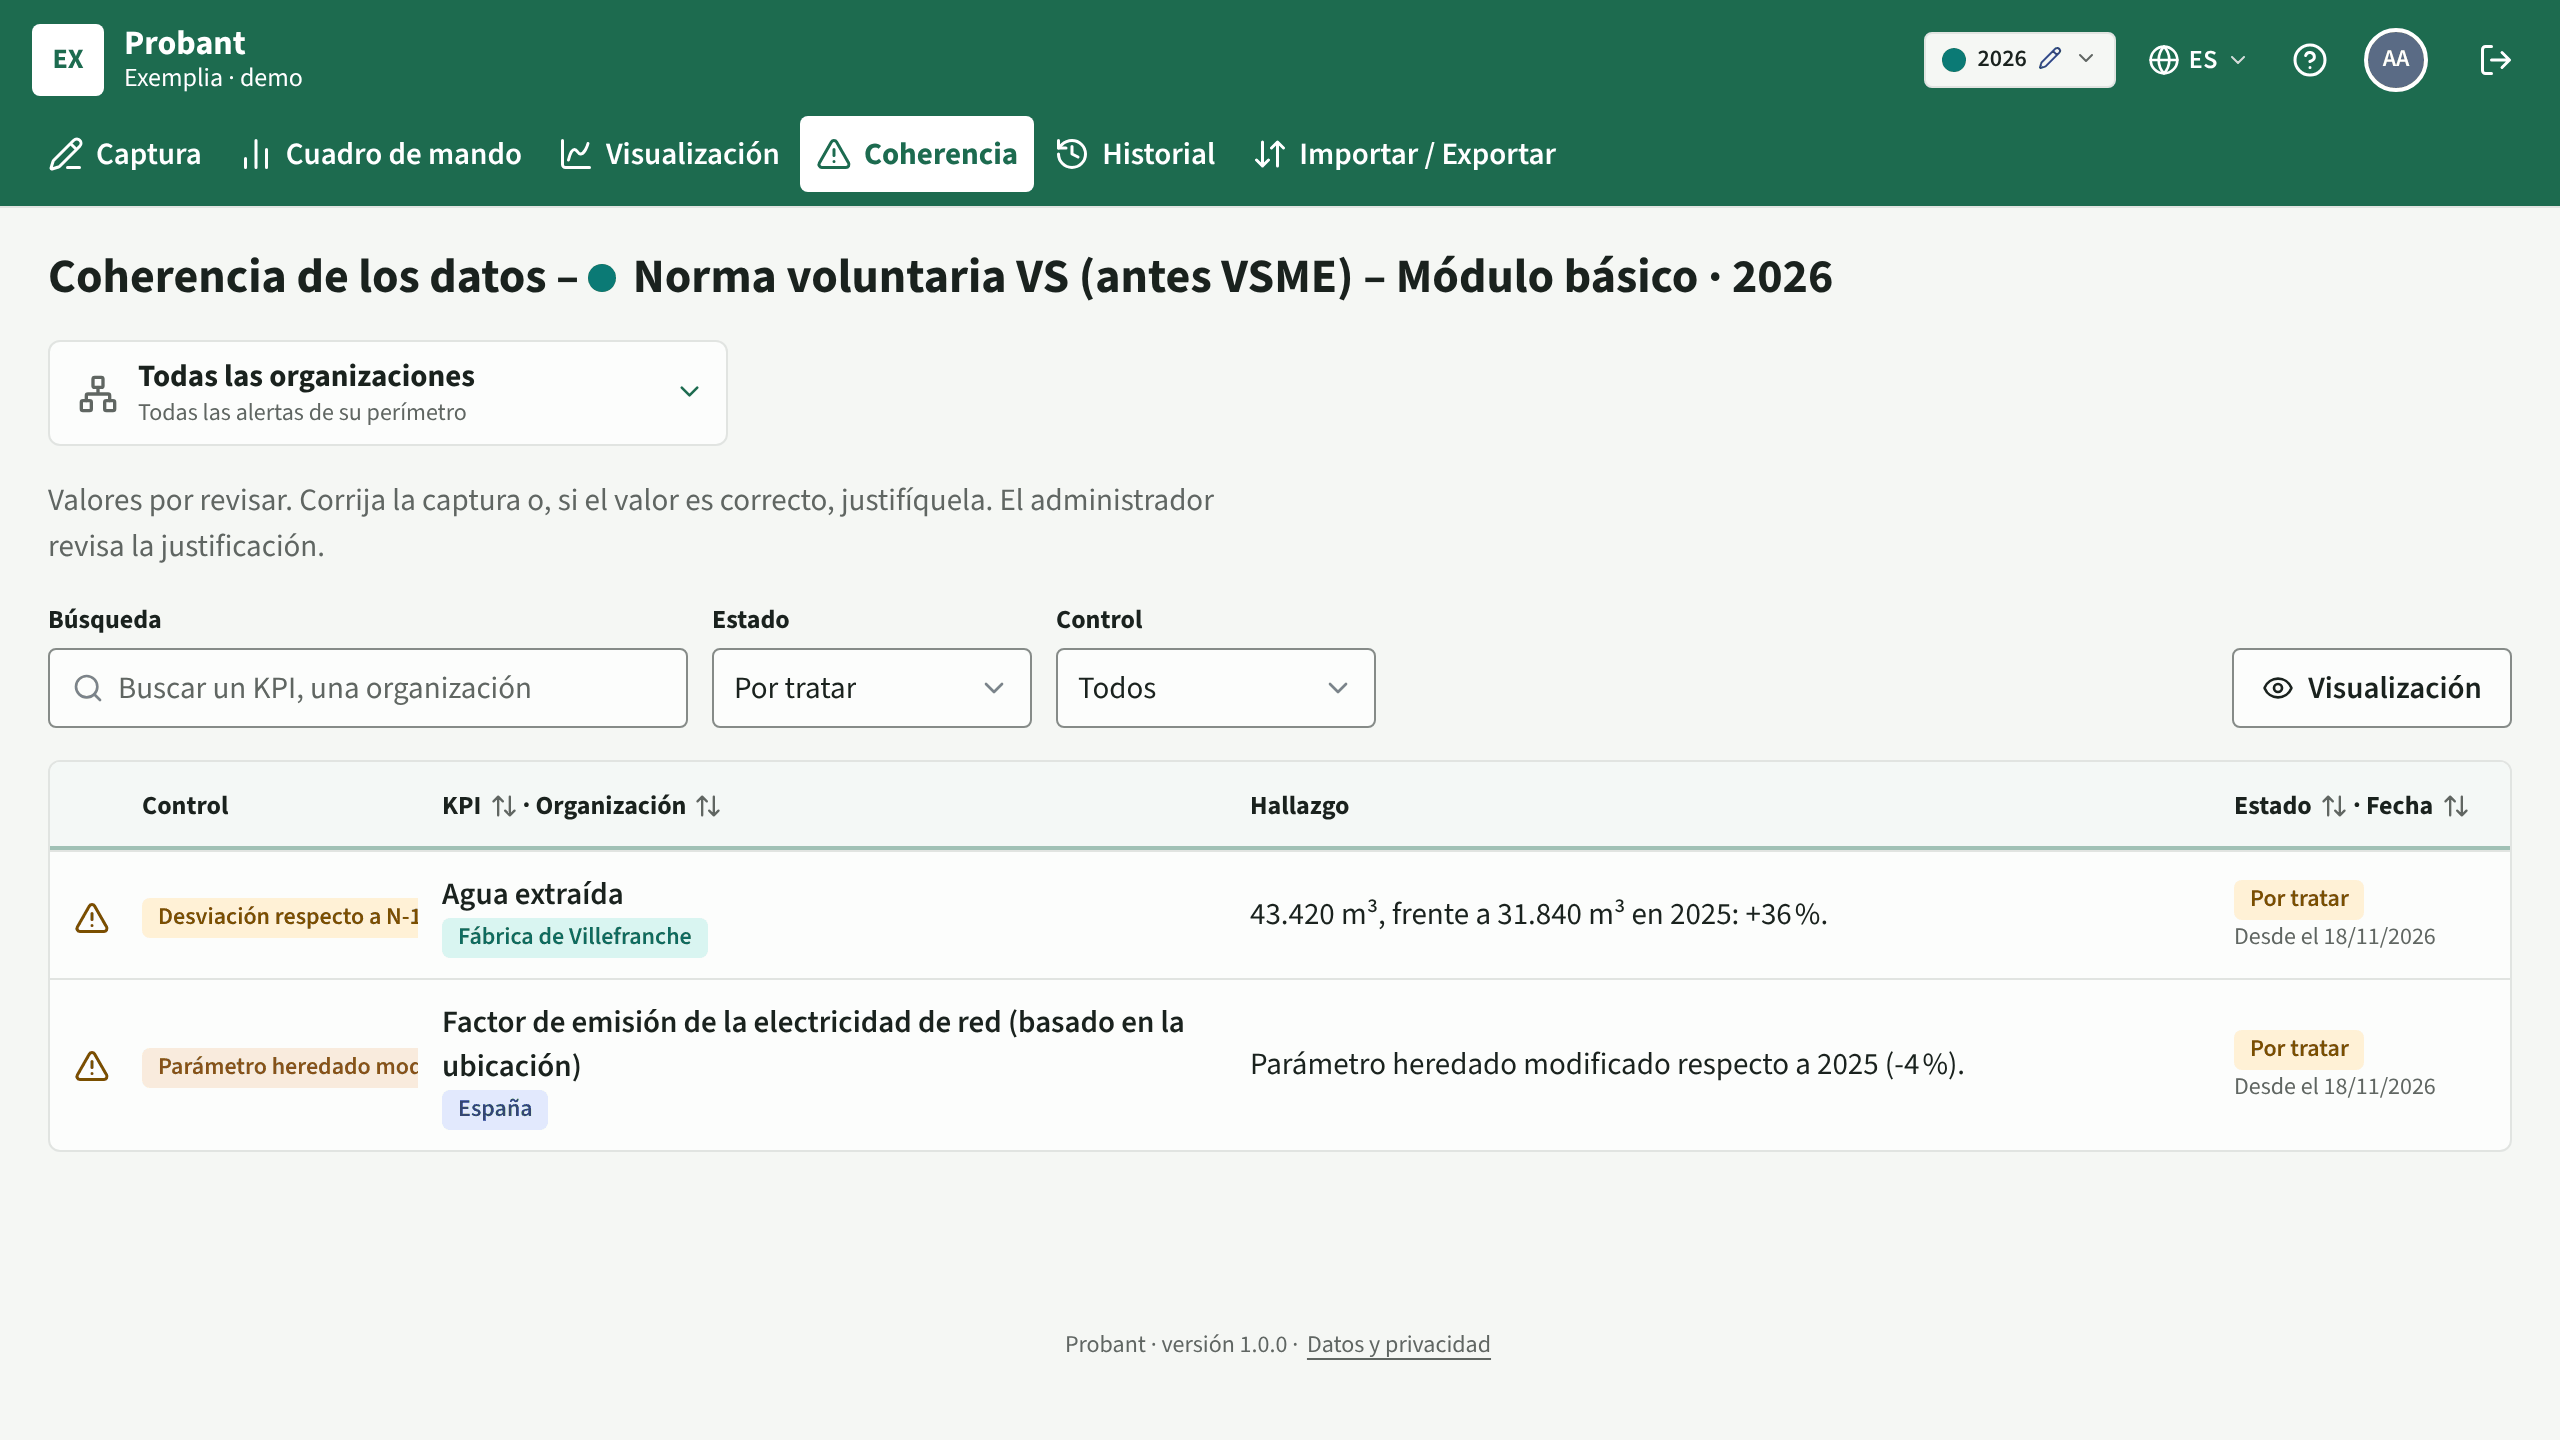 EX
Probant
Exemplia · demo
2026
ES
AA
Captura
Cuadro de mando
Visualización
Coherencia
Historial
Importar / Exportar
Coherencia de los datos – Norma voluntaria VS (antes VSME) – Módulo básico · 2026
Todas las organizaciones
Todas las alertas de su perímetro
Valores por revisar. Corrija la captura o, si el valor es correcto, justifíquela. El administrador
revisa la justificación.
Búsqueda
Estado
Control
Buscar un KPI, una organización
Por tratar
Todos
Visualización
Control
KPI · Organización
Hallazgo
Estado · Fecha
Desviación respecto a N-1
Agua extraída
Fábrica de Villefranche
43.420 m³, frente a 31.840 m³ en 2025: +36 %.
Por tratar
Desde el 18/11/2026
Parámetro heredado
Factor de emisión de la electricidad de red (basado en la
ubicación)
España
Parámetro heredado modificado respecto a 2025 (-4 %).
Por tratar
Desde el 18/11/2026
Probant · versión 1.0.0 · Datos y privacidad